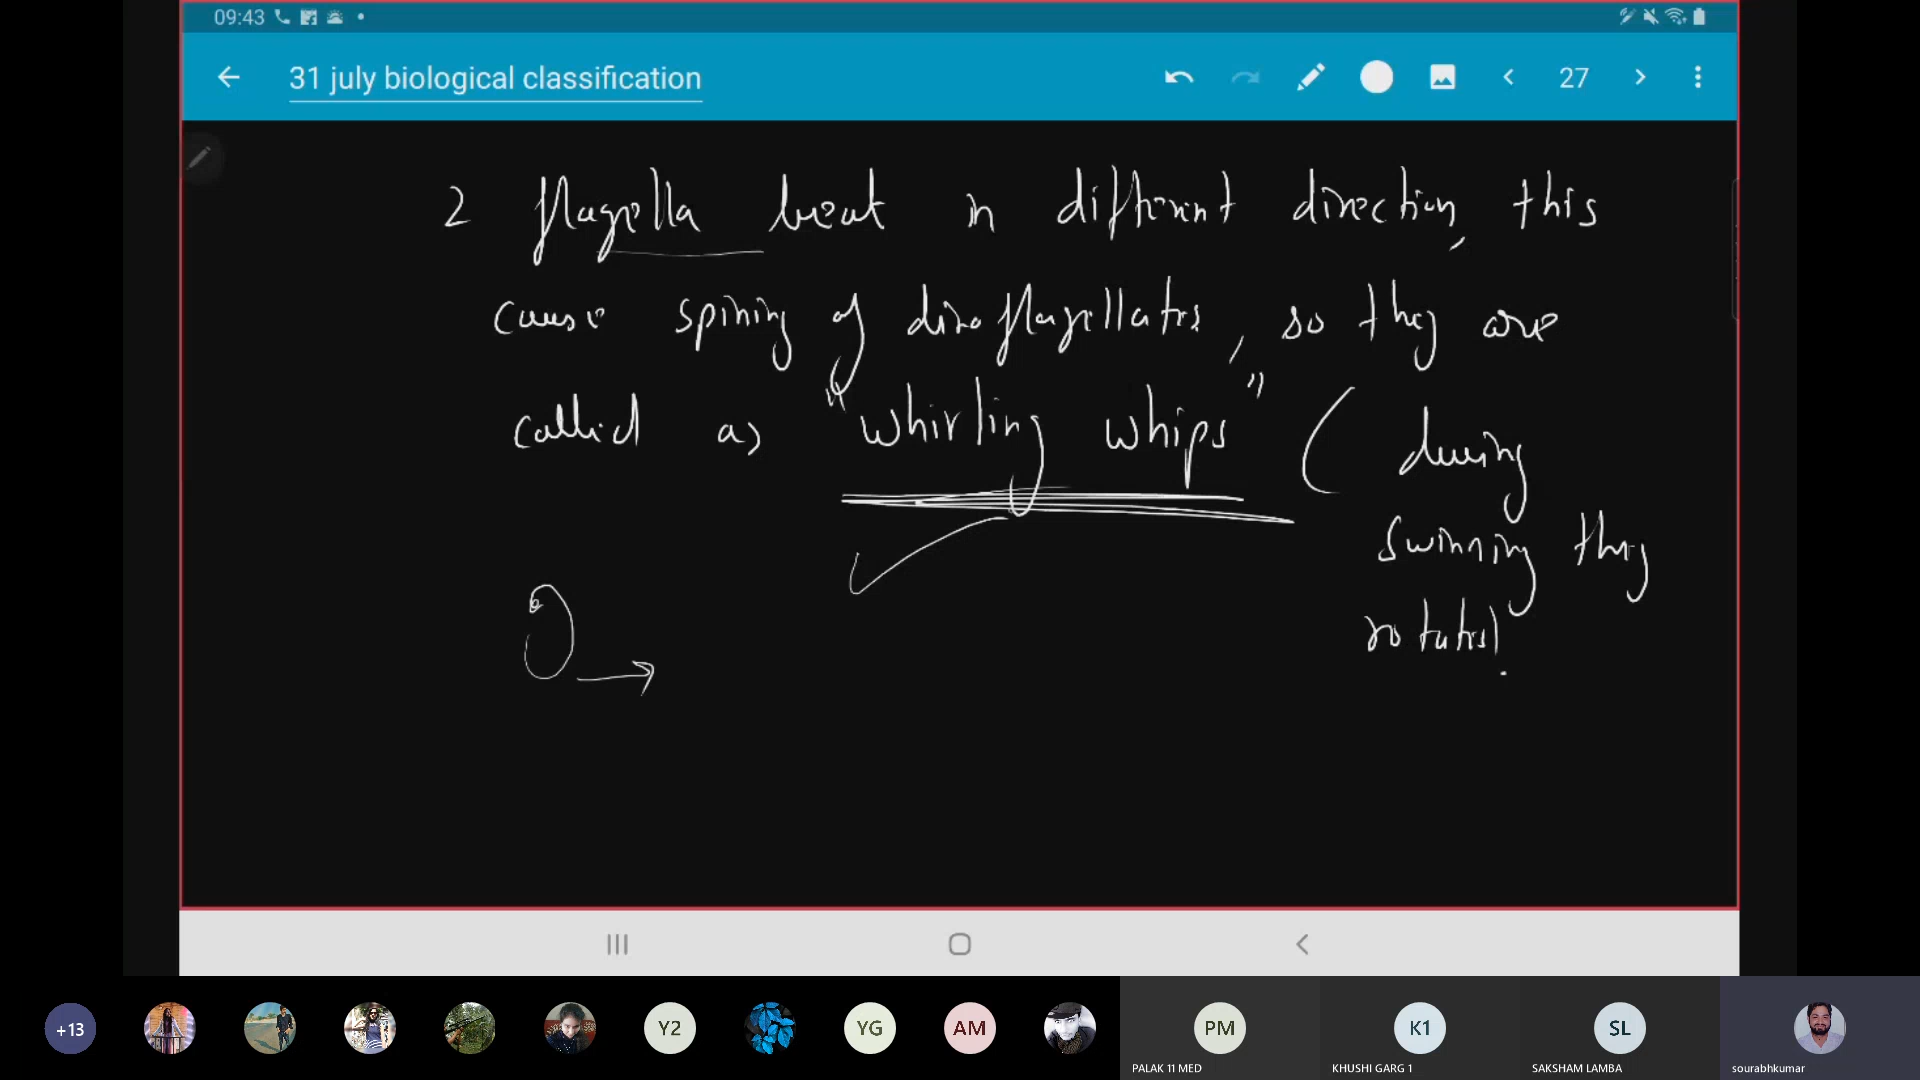 09:43
31 july biological classification
27
2 flagella beat in different direction, this
cause spining of dinoflagellates, so they are
called as "whirling whips" ( during
swinning they
rotates)
+13
Y2
YG
AM
PM
K1
SL
PALAK 11 MED
KHUSHI GARG 1
SAKSHAM LAMBA
sourabhkumar